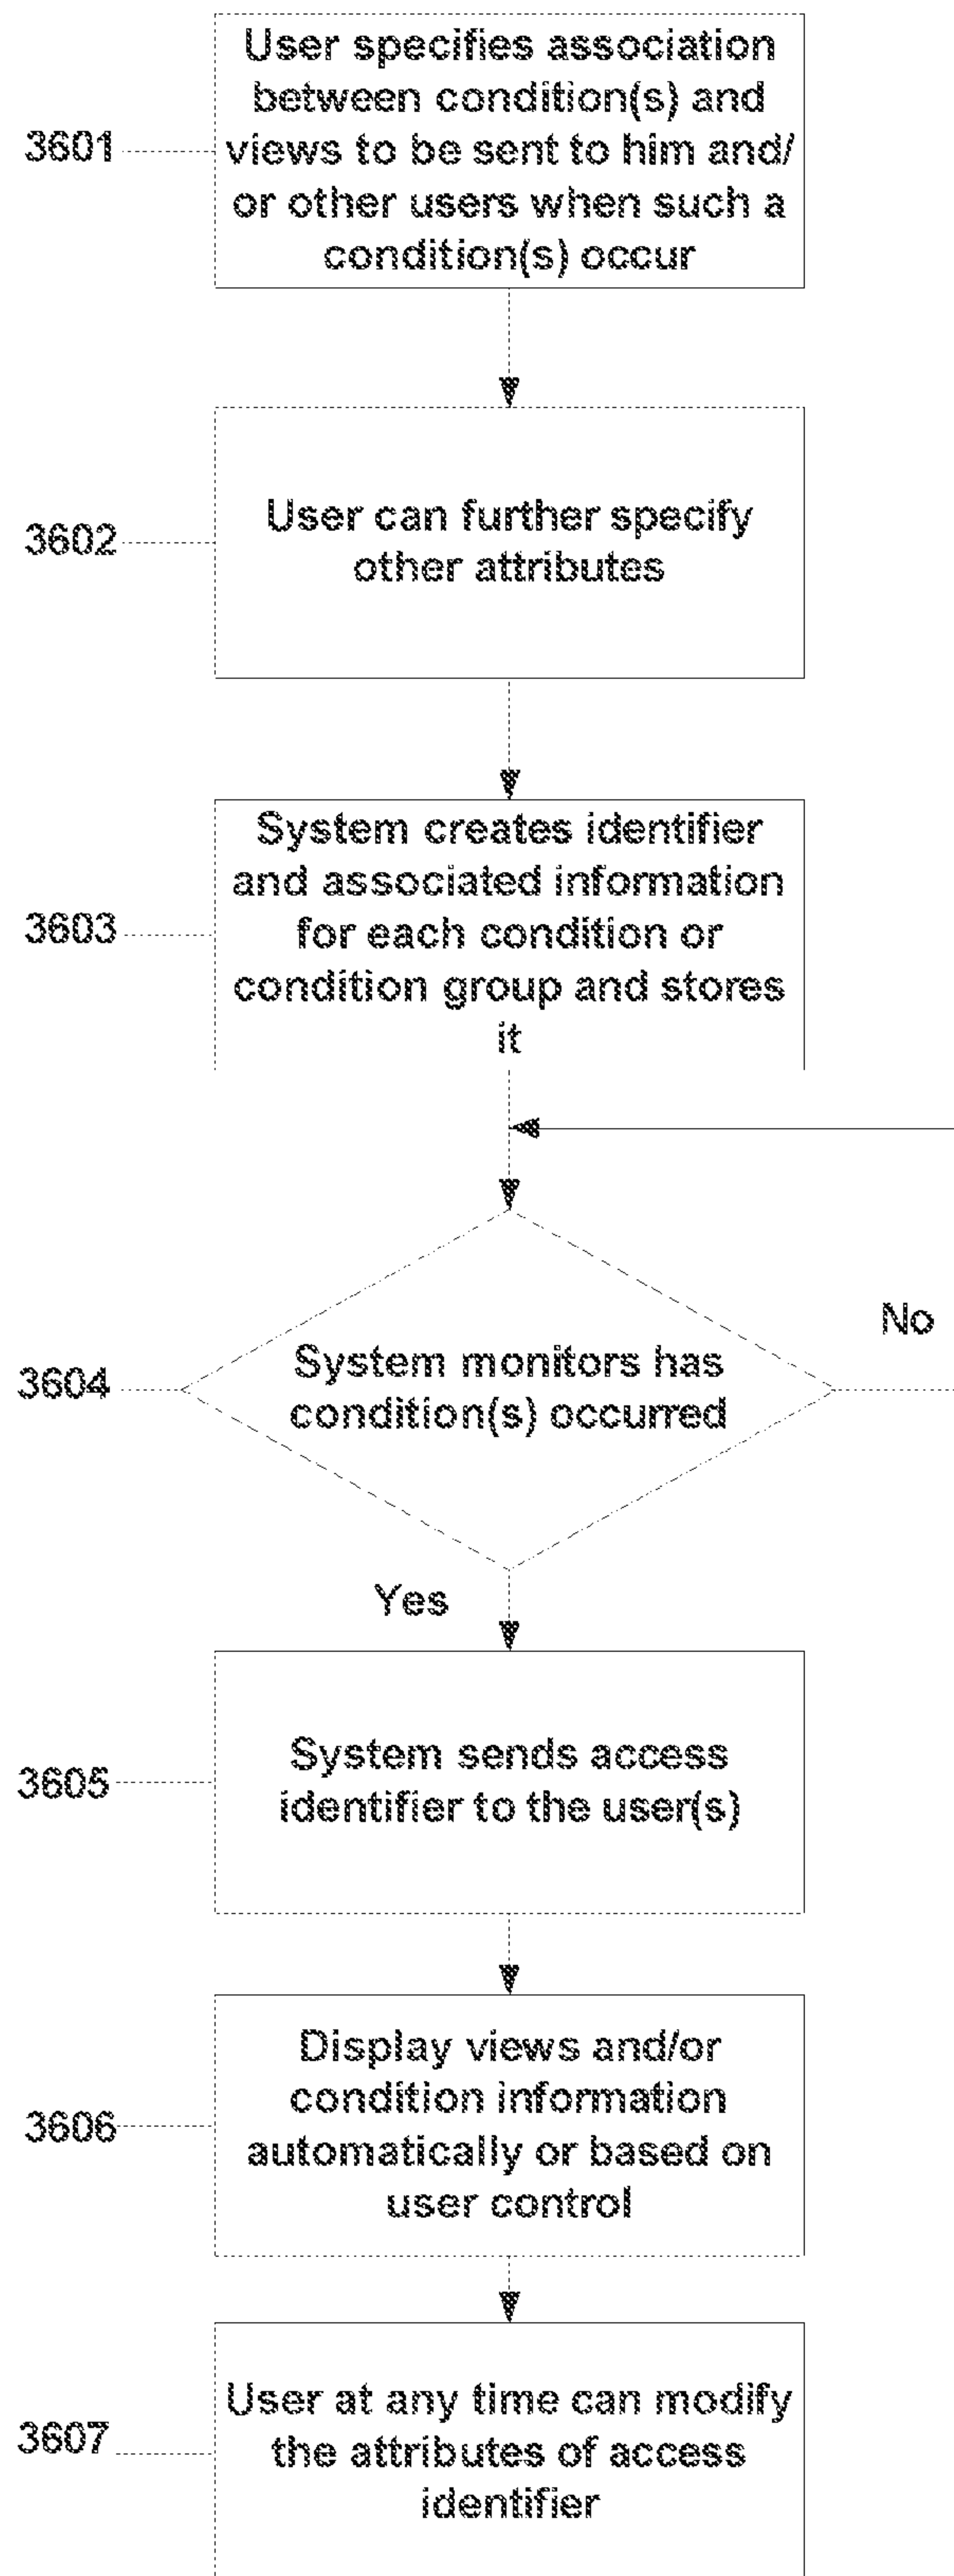 User specifies association
between condition(s) and
3601
views to be sent to him and/
or other users when such a
condition(s) occur
3602
User can further specify
other attributes
System creates identifier
and associated information
3603
for each condition or
condition group and stores
it
No
3604
System monitors has
condition(s) occurred
Yes
3605
System sends access
identifier to the user(s)
Display views and/or
condition information
3606
automatically or based on
user control
User at any time can modify
3607
the attributes of access
identifier